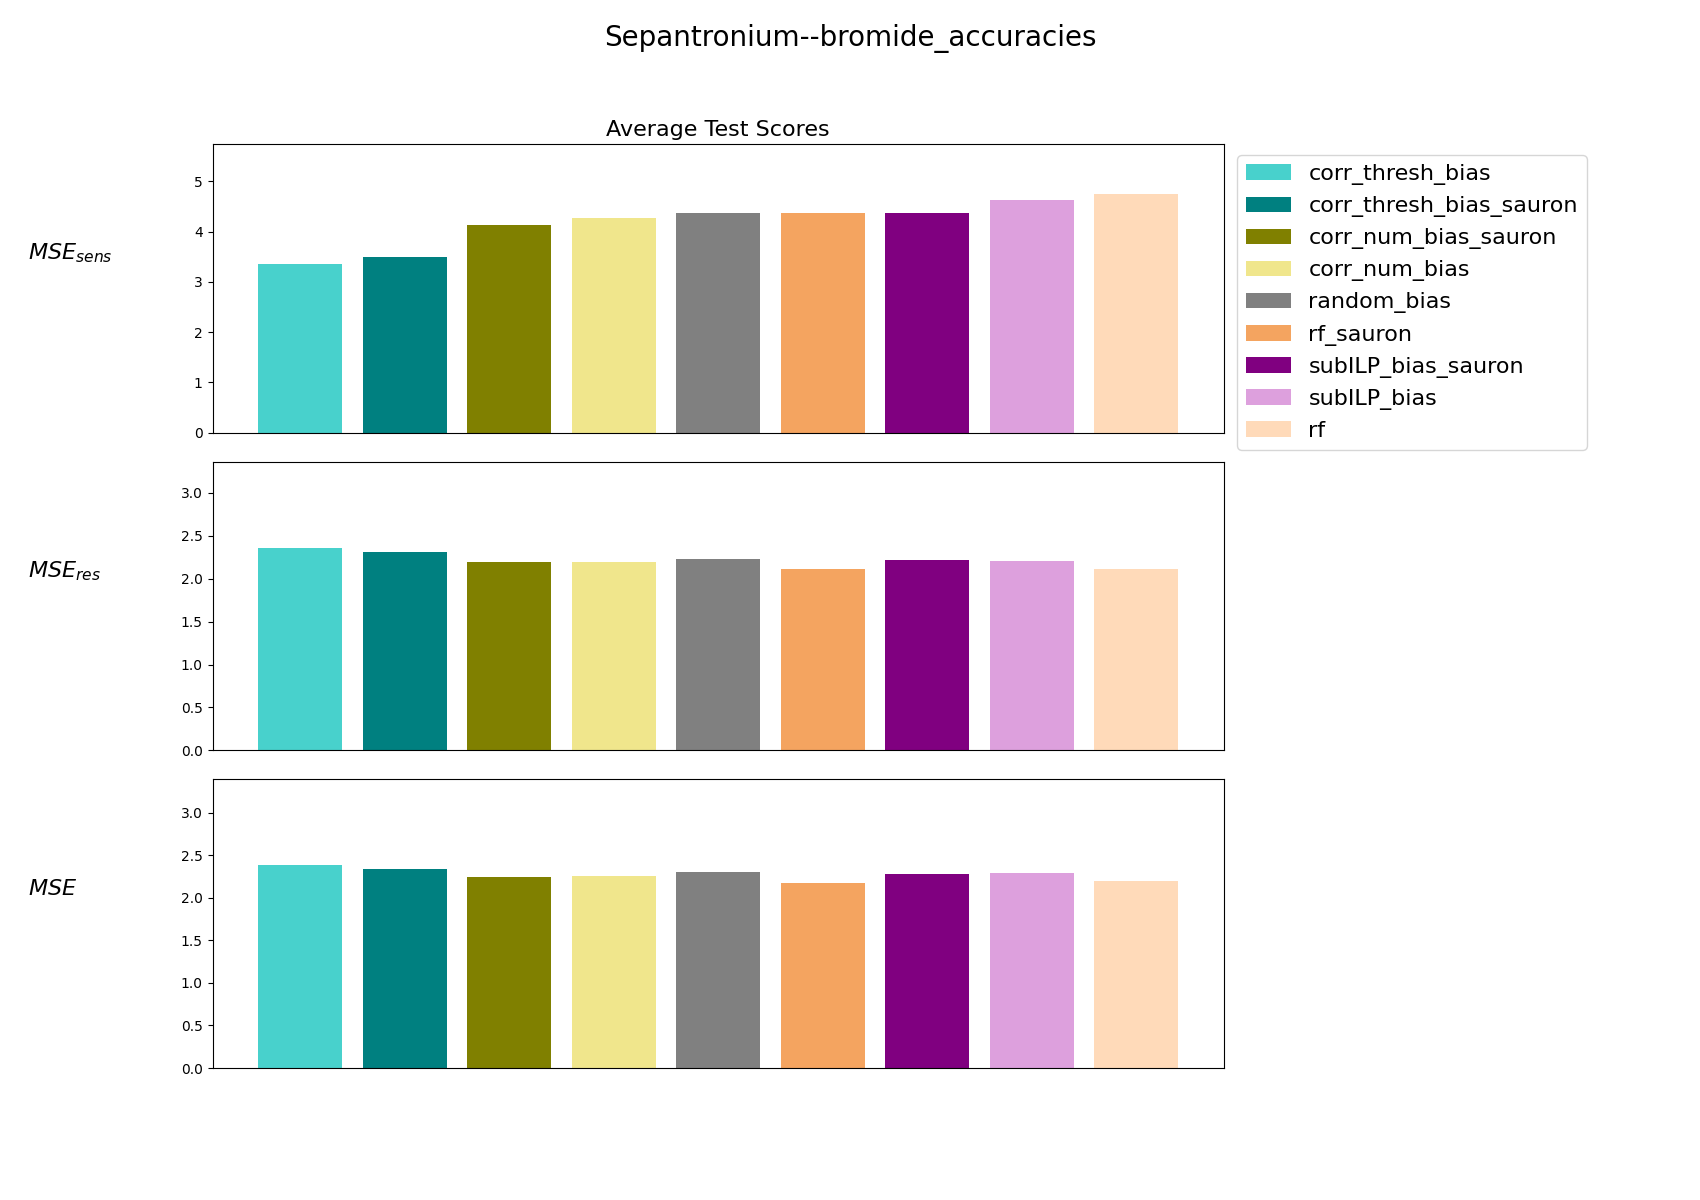 Sepantronium--bromide_accuracies
Average Test Scores
MSE_sens
5
4
3
2
1
0
corr_thresh_bias
corr_thresh_bias_sauron
corr_num_bias_sauron
corr_num_bias
random_bias
rf_sauron
subILP_bias_sauron
subILP_bias
rf
MSE_res
3.0
2.5
2.0
1.5
1.0
0.5
0.0
MSE
3.0
2.5
2.0
1.5
1.0
0.5
0.0